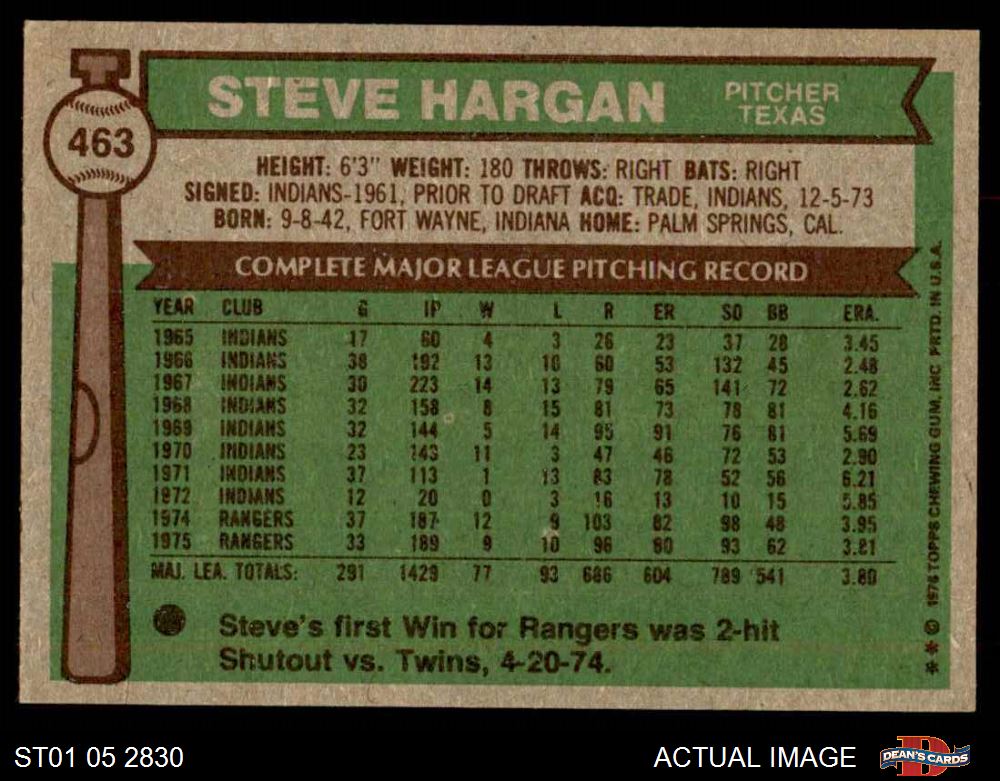 463
STEVE HARGAN
PITCHER
TEXAS
HEIGHT: 6'3" WEIGHT: 180 THROWS: RIGHT BATS: RIGHT
SIGNED: INDIANS-1961, PRIOR TO DRAFT ACQ: TRADE, INDIANS, 12-5-73
BORN: 9-8-42, FORT WAYNE, INDIANA HOME: PALM SPRINGS, CAL.
COMPLETE MAJOR LEAGUE PITCHING RECORD
YEAR CLUB G IP W L R ER SO BB ERA.
1965 INDIANS 17 60 4 3 26 23 37 28 3.45
1966 INDIANS 38 192 13 10 60 53 132 45 2.48
1967 INDIANS 30 223 14 13 79 65 141 72 2.62
1968 INDIANS 32 158 8 15 81 73 78 81 4.16
1969 INDIANS 32 144 5 14 95 91 76 81 5.69
1970 INDIANS 23 143 11 3 47 46 72 53 2.90
1971 INDIANS 37 113 1 13 83 78 52 56 6.21
1972 INDIANS 12 20 0 3 16 13 10 15 5.85
1974 RANGERS 37 187 12 9 103 82 98 48 3.95
1975 RANGERS 33 189 9 10 96 80 93 62 3.81
MAJ. LEA. TOTALS: 291 1429 77 93 686 604 789 541 3.80
Steve's first Win for Rangers was 2-hit
Shutout vs. Twins, 4-20-74.
** © 1976 TOPPS CHEWING GUM, INC PRTD. IN U.S.A.
ST01 05 2830
ACTUAL IMAGE
D
DEAN'S CARDS